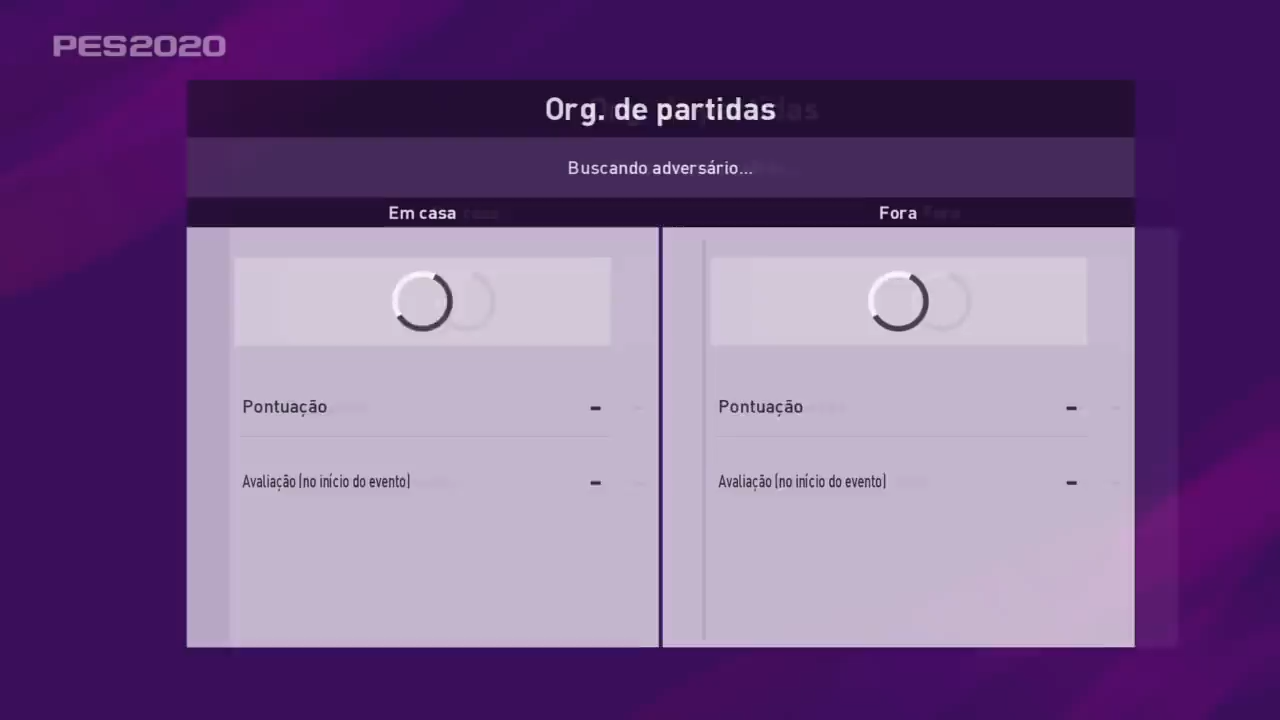 PES2020
Org. de partidas
Buscando adversário...
Em casa
Fora
Pontuação -
Pontuação -
Avaliação (no início do evento) -
Avaliação (no início do evento) -